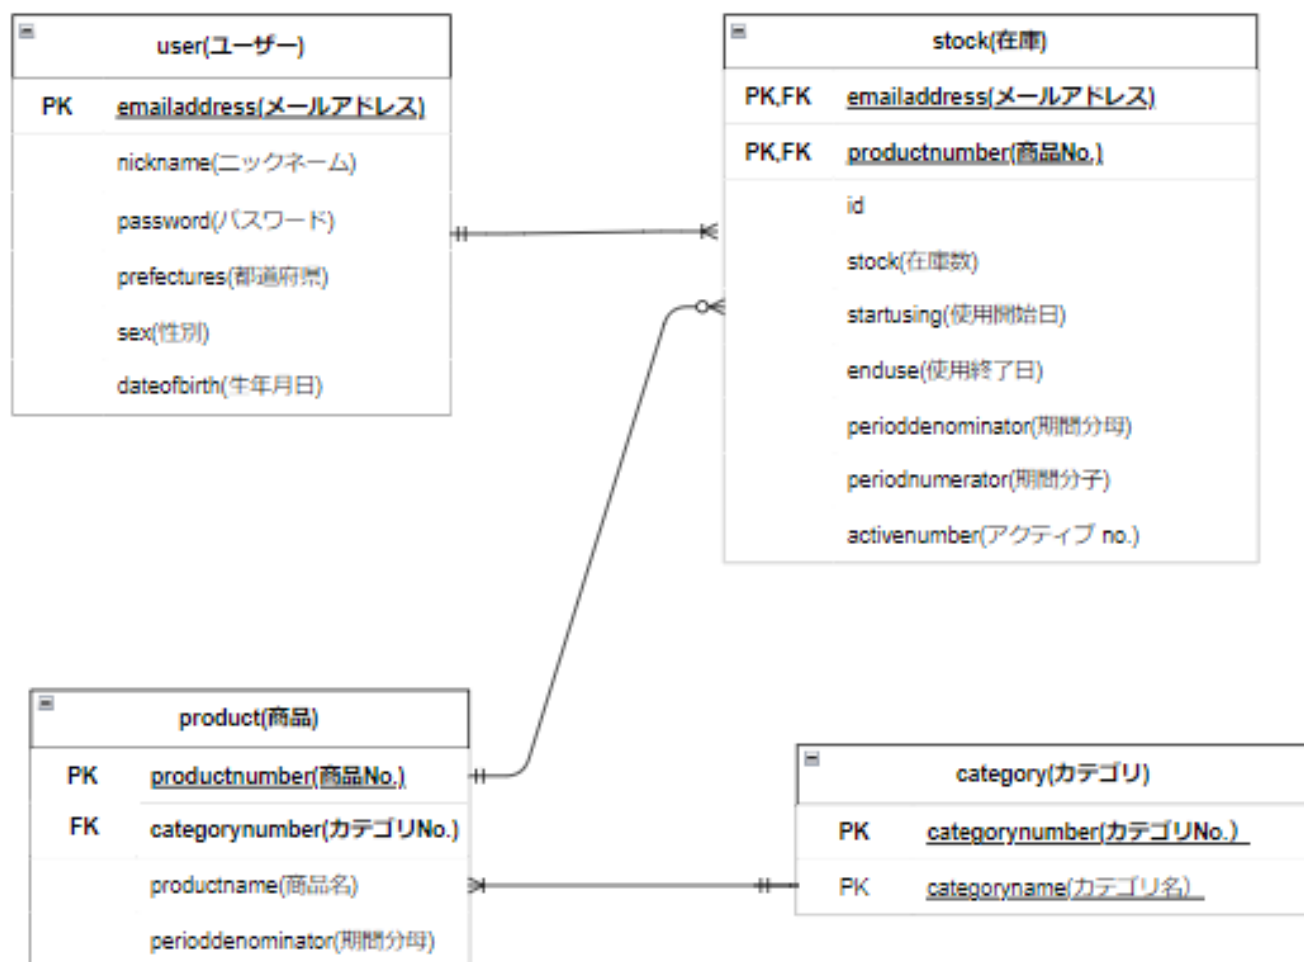 user(ユーザー)
PK emailaddress(メールアドレス)
nickname(ニックネーム)
password(パスワード)
prefectures(都道府県)
sex(性別)
dateofbirth(生年月日)
stock(在庫)
PK,FK emailaddress(メールアドレス)
PK,FK productnumber(商品No.)
id
stock(在庫数)
startusing(使用開始日)
enduse(使用終了日)
perioddenominator(期間分母)
periodnumerator(期間分子)
activenumber(アクティブ no.)
product(商品)
PK productnumber(商品No.)
FK categorynumber(カテゴリNo.)
productname(商品名)
perioddenominator(期間分母)
category(カテゴリ)
PK categorynumber(カテゴリNo.）
PK categoryname(カテゴリ名）